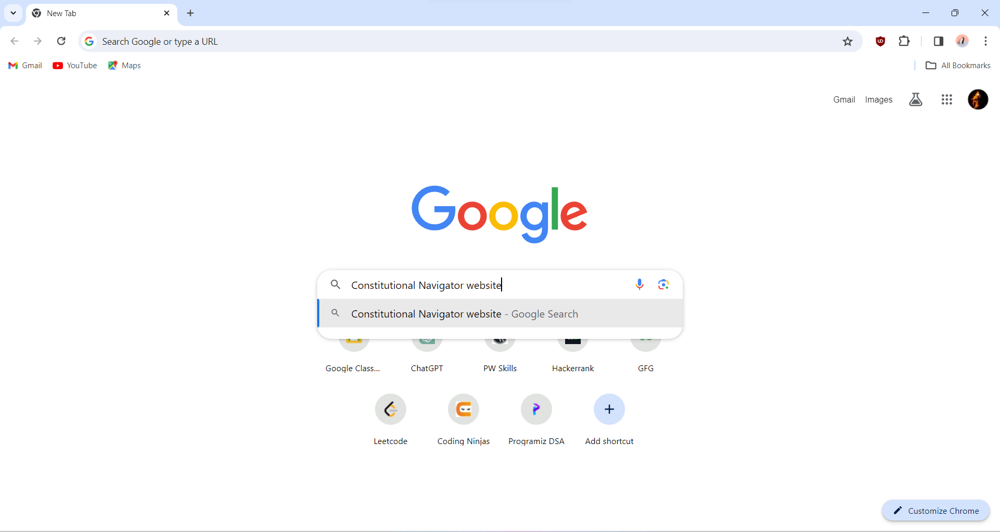 New Tab
Search Google or type a URL
Gmail YouTube Maps All Bookmarks
Gmail Images
Google
Constitutional Navigator website
Constitutional Navigator website - Google Search
Google Class... ChatGPT PW Skills Hackerrank GFG
Leetcode Coding Ninjas Programiz DSA Add shortcut
Customize Chrome